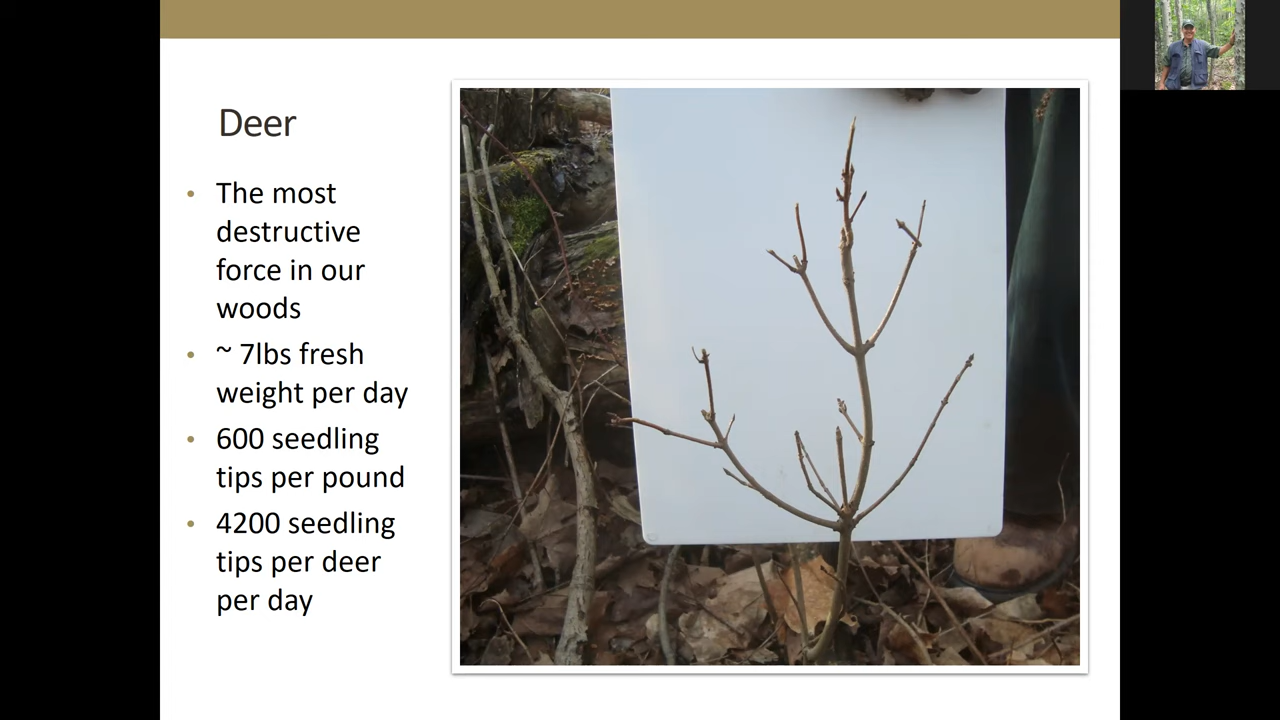 Deer
• The most
destructive
force in our
woods
• ~ 7lbs fresh
weight per day
• 600 seedling
tips per pound
• 4200 seedling
tips per deer
per day